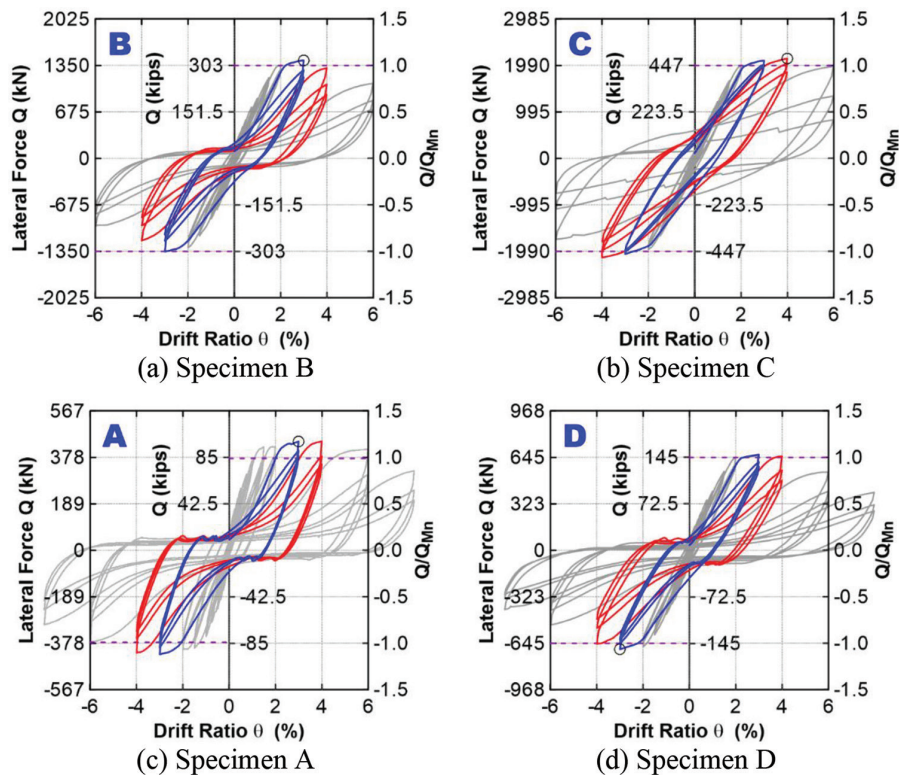 B
Lateral Force Q (kN)
2025
1350
675
0
-675
-1350
-2025
Q (kips)
303
151.5
-151.5
-303
1.5
1.0
0.5
0.0
-0.5
-1.0
-1.5
Q/QMn
-6 -4 -2 0 2 4 6
Drift Ratio θ (%)
(a) Specimen B
C
Lateral Force Q (kN)
2985
1990
995
0
-995
-1990
-2985
Q (kips)
447
223.5
-223.5
-447
1.5
1.0
0.5
0.0
-0.5
-1.0
-1.5
Q/QMn
-6 -4 -2 0 2 4 6
Drift Ratio θ (%)
(b) Specimen C
A
Lateral Force Q (kN)
567
378
189
0
-189
-378
-567
Q (kips)
85
42.5
-42.5
-85
1.5
1.0
0.5
0.0
-0.5
-1.0
-1.5
Q/QMn
-6 -4 -2 0 2 4 6
Drift Ratio θ (%)
(c) Specimen A
D
Lateral Force Q (kN)
968
645
323
0
-323
-645
-968
Q (kips)
145
72.5
-72.5
-145
1.5
1.0
0.5
0.0
-0.5
-1.0
-1.5
Q/QMn
-6 -4 -2 0 2 4 6
Drift Ratio θ (%)
(d) Specimen D